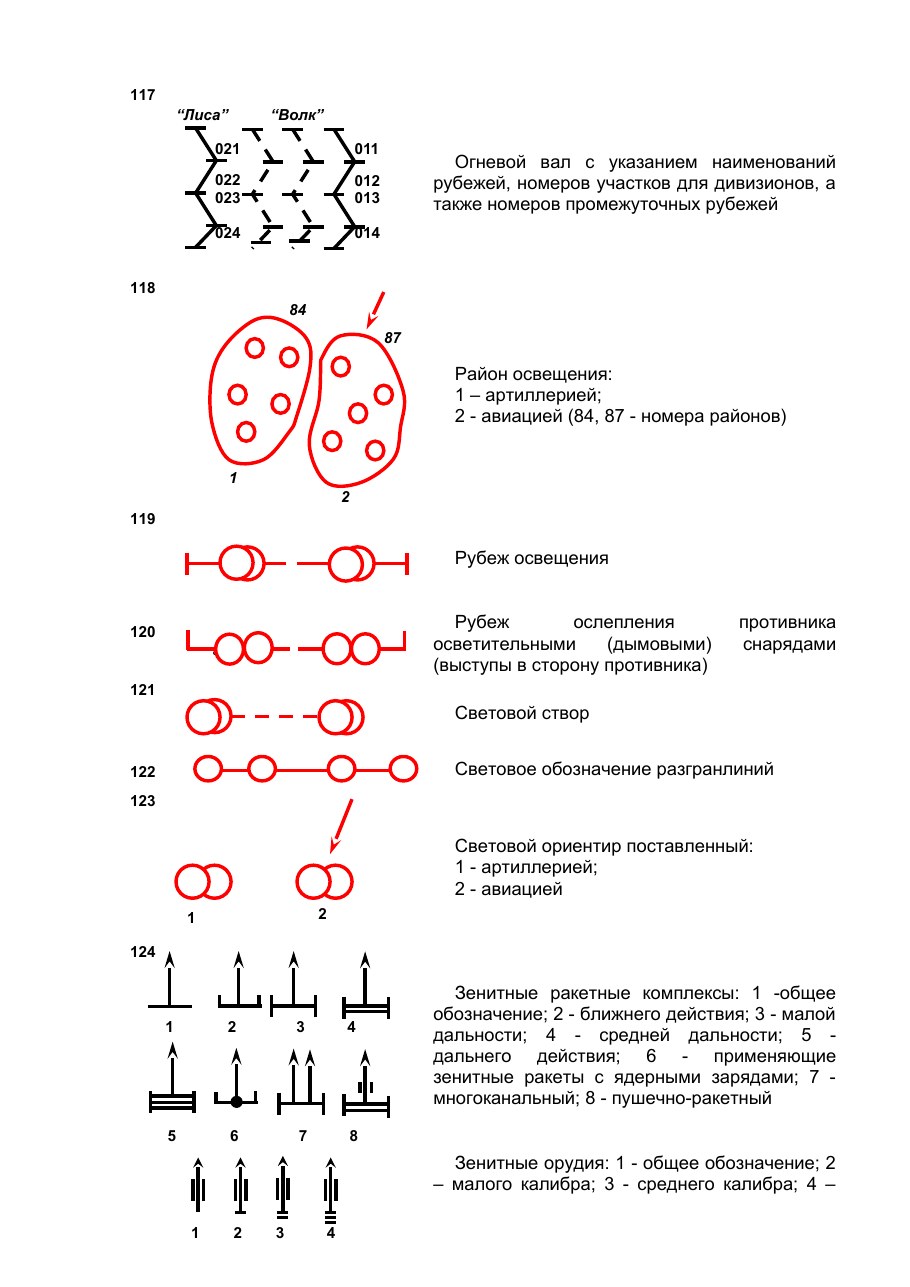 117
“Лиса” “Волк”
021 011
022 012
023 013
024 014
Огневой вал с указанием наименований
рубежей, номеров участков для дивизионов, а
также номеров промежуточных рубежей
118
84
87
1
2
Район освещения:
1 – артиллерией;
2 - авиацией (84, 87 - номера районов)
119
Рубеж освещения
120
Рубеж ослепления противника
осветительными (дымовыми) снарядами
(выступы в сторону противника)
121
Световой створ
122
Световое обозначение разгранлиний
123
1 2
Световой ориентир поставленный:
1 - артиллерией;
2 - авиацией
124
1 2 3 4
5 6 7 8
Зенитные ракетные комплексы: 1 -общее
обозначение; 2 - ближнего действия; 3 - малой
дальности; 4 - средней дальности; 5 -
дальнего действия; 6 - применяющие
зенитные ракеты с ядерными зарядами; 7 -
многоканальный; 8 - пушечно-ракетный
1 2 3 4
Зенитные орудия: 1 - общее обозначение; 2
– малого калибра; 3 - среднего калибра; 4 –